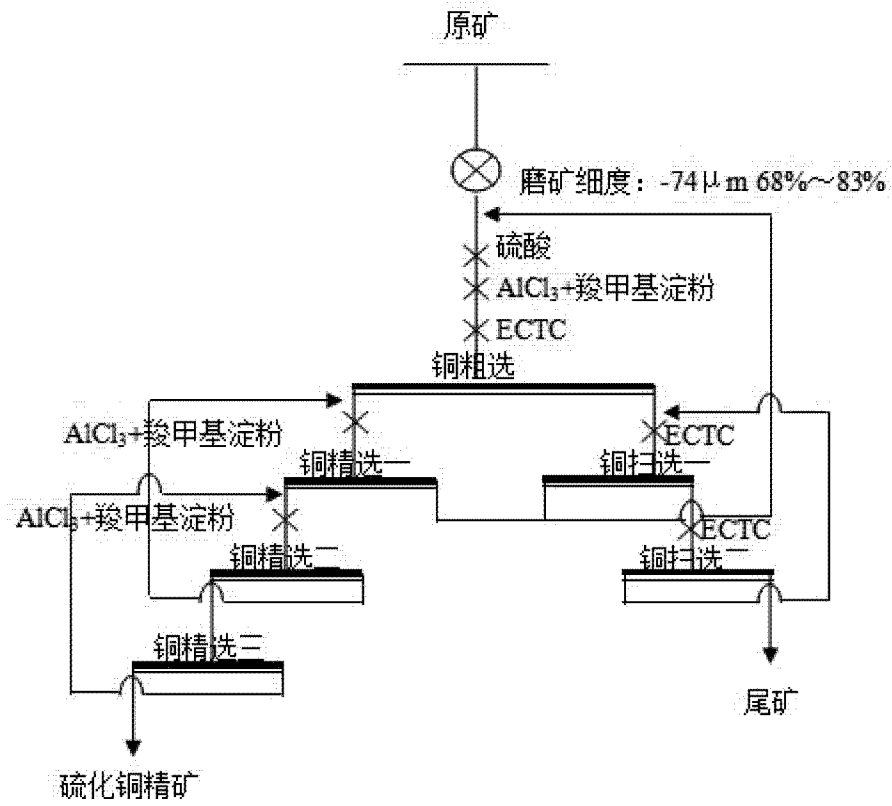 原矿
磨矿细度：-74μm 68%～83%
硫酸
AlCl₃+羧甲基淀粉
ECTC
铜粗选
AlCl₃+羧甲基淀粉
ECTC
铜精选一
铜扫选一
AlCl₃+羧甲基淀粉
ECTC
铜精选二
铜扫选二
铜精选三
尾矿
硫化铜精矿